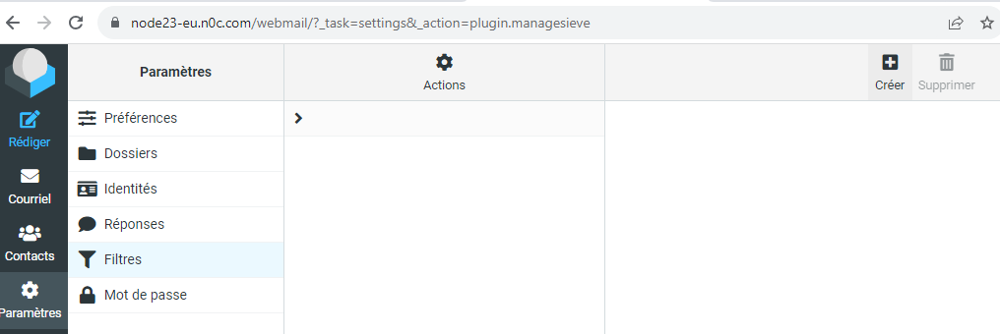 node23-eu.n0c.com/webmail/?_task=settings&_action=plugin.managesieve
Paramètres
Actions
Créer
Supprimer
Rédiger
Courriel
Contacts
Paramètres
Préférences
Dossiers
Identités
Réponses
Filtres
Mot de passe